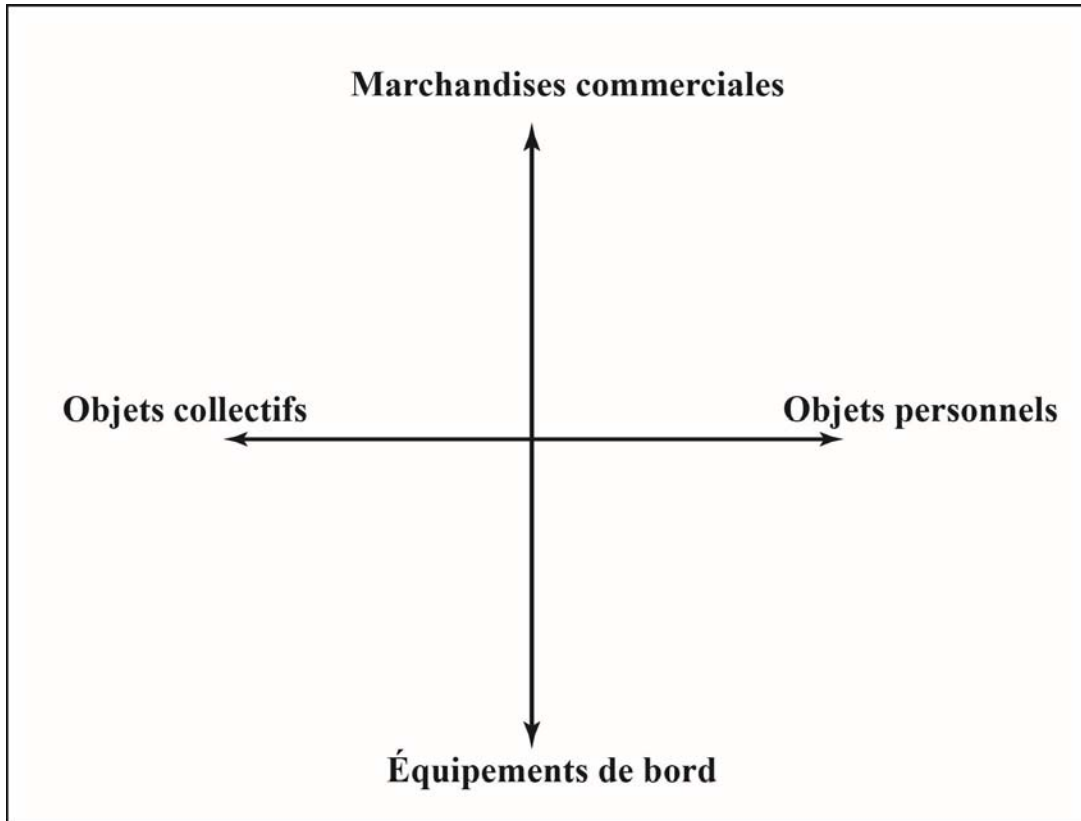 Marchandises commerciales
Objets collectifs
Objets personnels
Équipements de bord